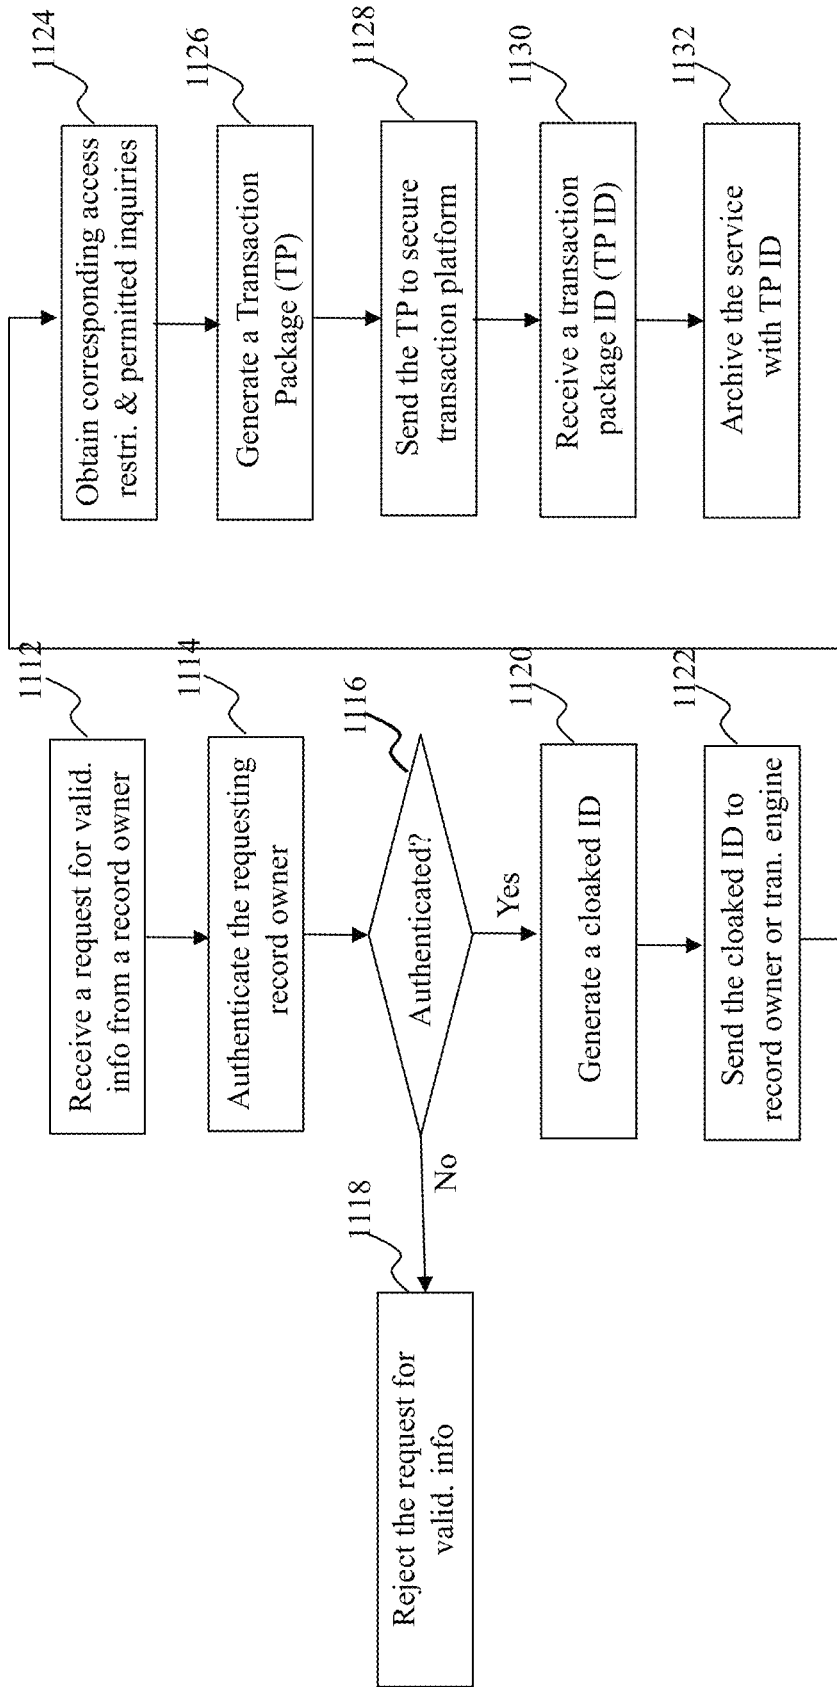 1112
Receive a request for valid.
info from a record owner
1114
Authenticate the requesting
record owner
1116
Authenticated?
No
Yes
1118
Reject the request for
valid. info
1120
Generate a cloaked ID
1122
Send the cloaked ID to
record owner or tran. engine
1124
Obtain corresponding access
restri. & permitted inquiries
1126
Generate a Transaction
Package (TP)
1128
Send the TP to secure
transaction platform
1130
Receive a transaction
package ID (TP ID)
1132
Archive the service
with TP ID